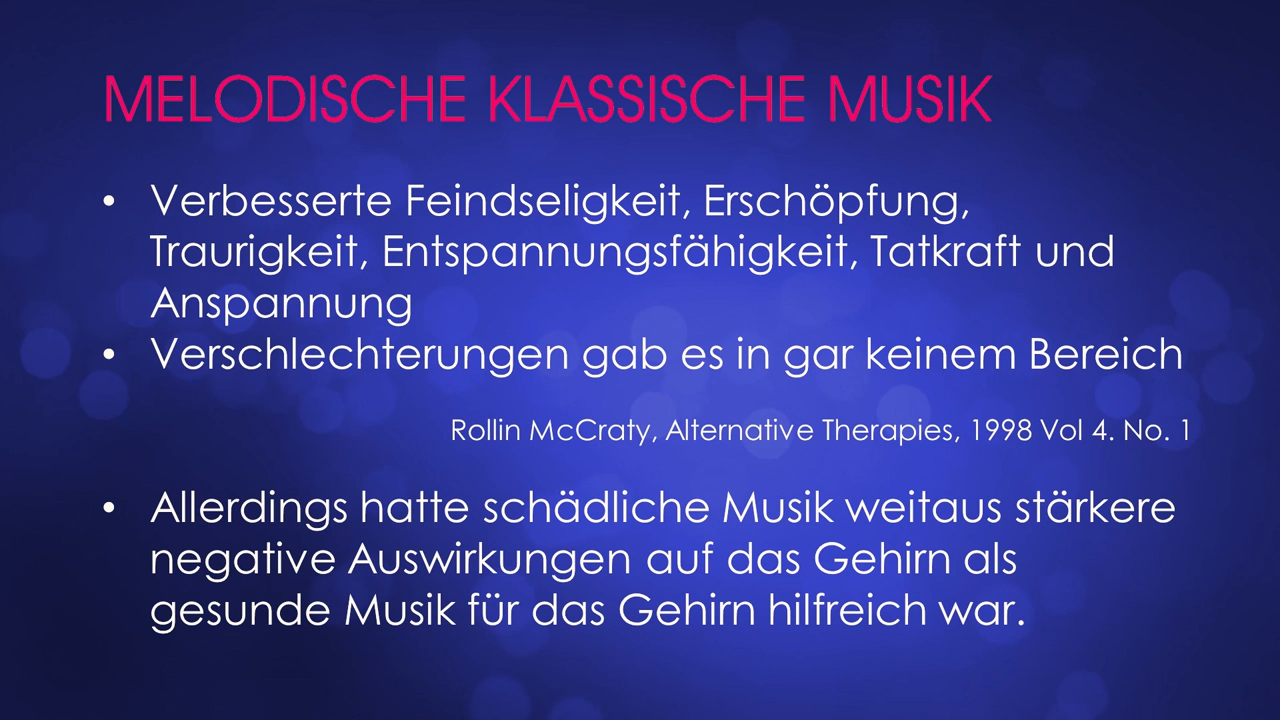 MELODISCHE KLASSISCHE MUSIK
• Verbesserte Feindseligkeit, Erschöpfung,
Traurigkeit, Entspannungsfähigkeit, Tatkraft und
Anspannung
• Verschlechterungen gab es in gar keinem Bereich
Rollin McCraty, Alternative Therapies, 1998 Vol 4. No. 1
• Allerdings hatte schädliche Musik weitaus stärkere
negative Auswirkungen auf das Gehirn als
gesunde Musik für das Gehirn hilfreich war.